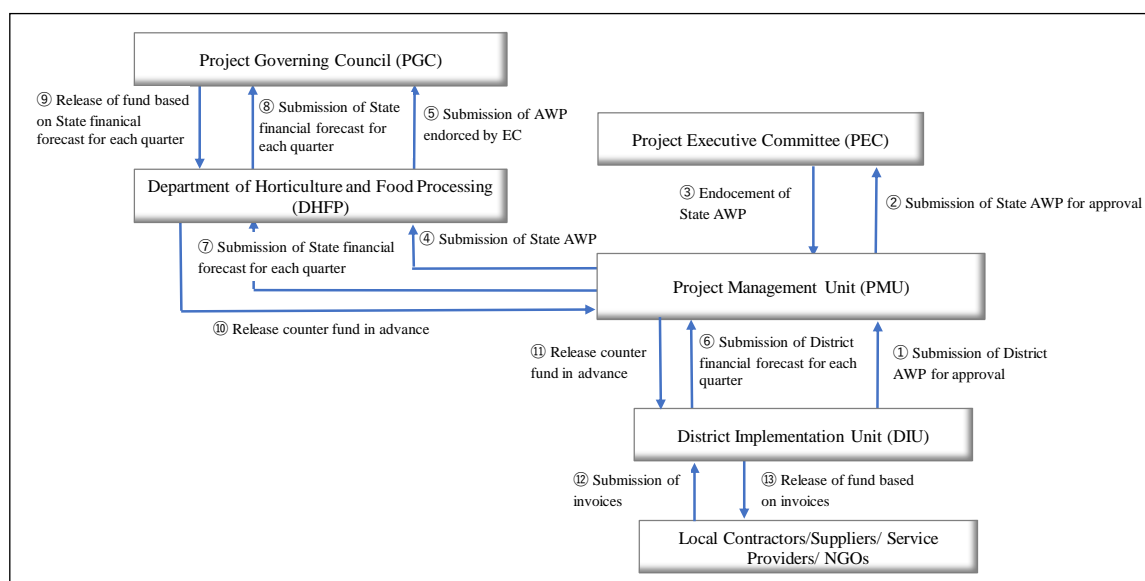 Project Governing Council (PGC)
⑨ Release of fund based
on State finanical
forecast for each quarter
⑧ Submission of State
financial forecast for
each quarter
⑤ Submission of AWP
endorced by EC
Project Executive Committee (PEC)
Department of Horticulture and Food Processing
(DHFP)
③ Endocement of
State AWP
② Submission of State AWP for approval
⑦ Submission of State financial
forecast for each quarter
④ Submission of State AWP
Project Management Unit (PMU)
⑩ Release counter fund in advance
⑪ Release counter
fund in advance
⑥ Submission of District
financial forecast for each
quarter
① Submission of District
AWP for approval
District Implementation Unit (DIU)
⑫ Submission of
invoices
⑬ Release of fund based
on invoices
Local Contractors/Suppliers/ Service
Providers/ NGOs